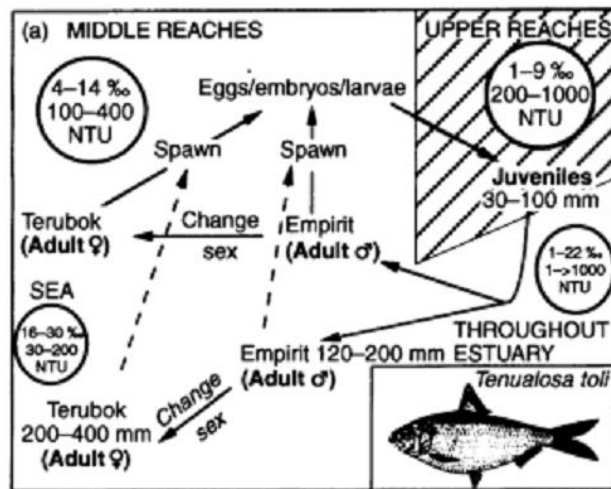 (a) MIDDLE REACHES
UPPER REACHES
4–14 ‰
100–400
NTU
1–9 ‰
200–1000
NTU
Eggs/embryos/larvae
Spawn
Spawn
Juveniles
30–100 mm
Terubok
(Adult ♀)
Change
sex
Empirit
(Adult ♂)
1–22 ‰
1–>1000
NTU
SEA
16–30 ‰
30–200
NTU
THROUGHOUT
ESTUARY
Empirit 120–200 mm
(Adult ♂)
Change
sex
Terubok
200–400 mm
(Adult ♀)
Tenualosa toli